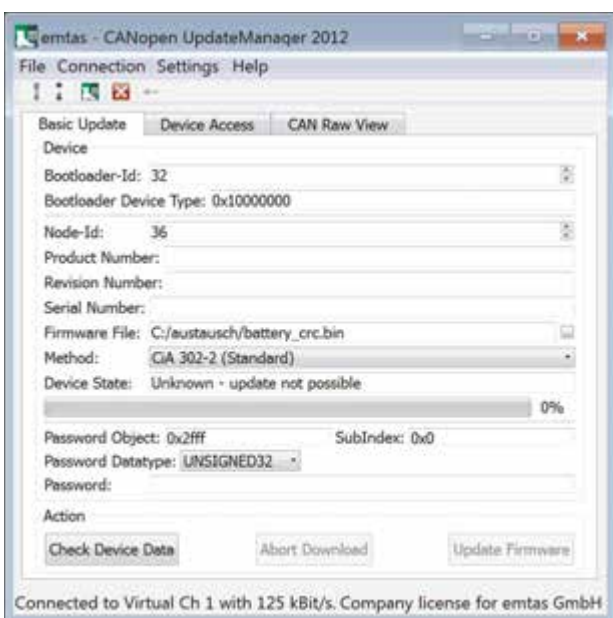 emtas - CANopen UpdateManager 2012
File Connection Settings Help
Basic Update Device Access CAN Raw View
Device
Bootloader-Id: 32
Bootloader Device Type: 0x10000000
Node-Id: 36
Product Number:
Revision Number:
Serial Number:
Firmware File: C:/austausch/battery_crc.bin
Method: CiA 302-2 (Standard)
Device State: Unknown - update not possible
0%
Password Object: 0x2fff SubIndex: 0x0
Password Datatype: UNSIGNED32
Password:
Action
Check Device Data Abort Download Update Firmware
Connected to Virtual Ch 1 with 125 kBit/s. Company license for emtas GmbH